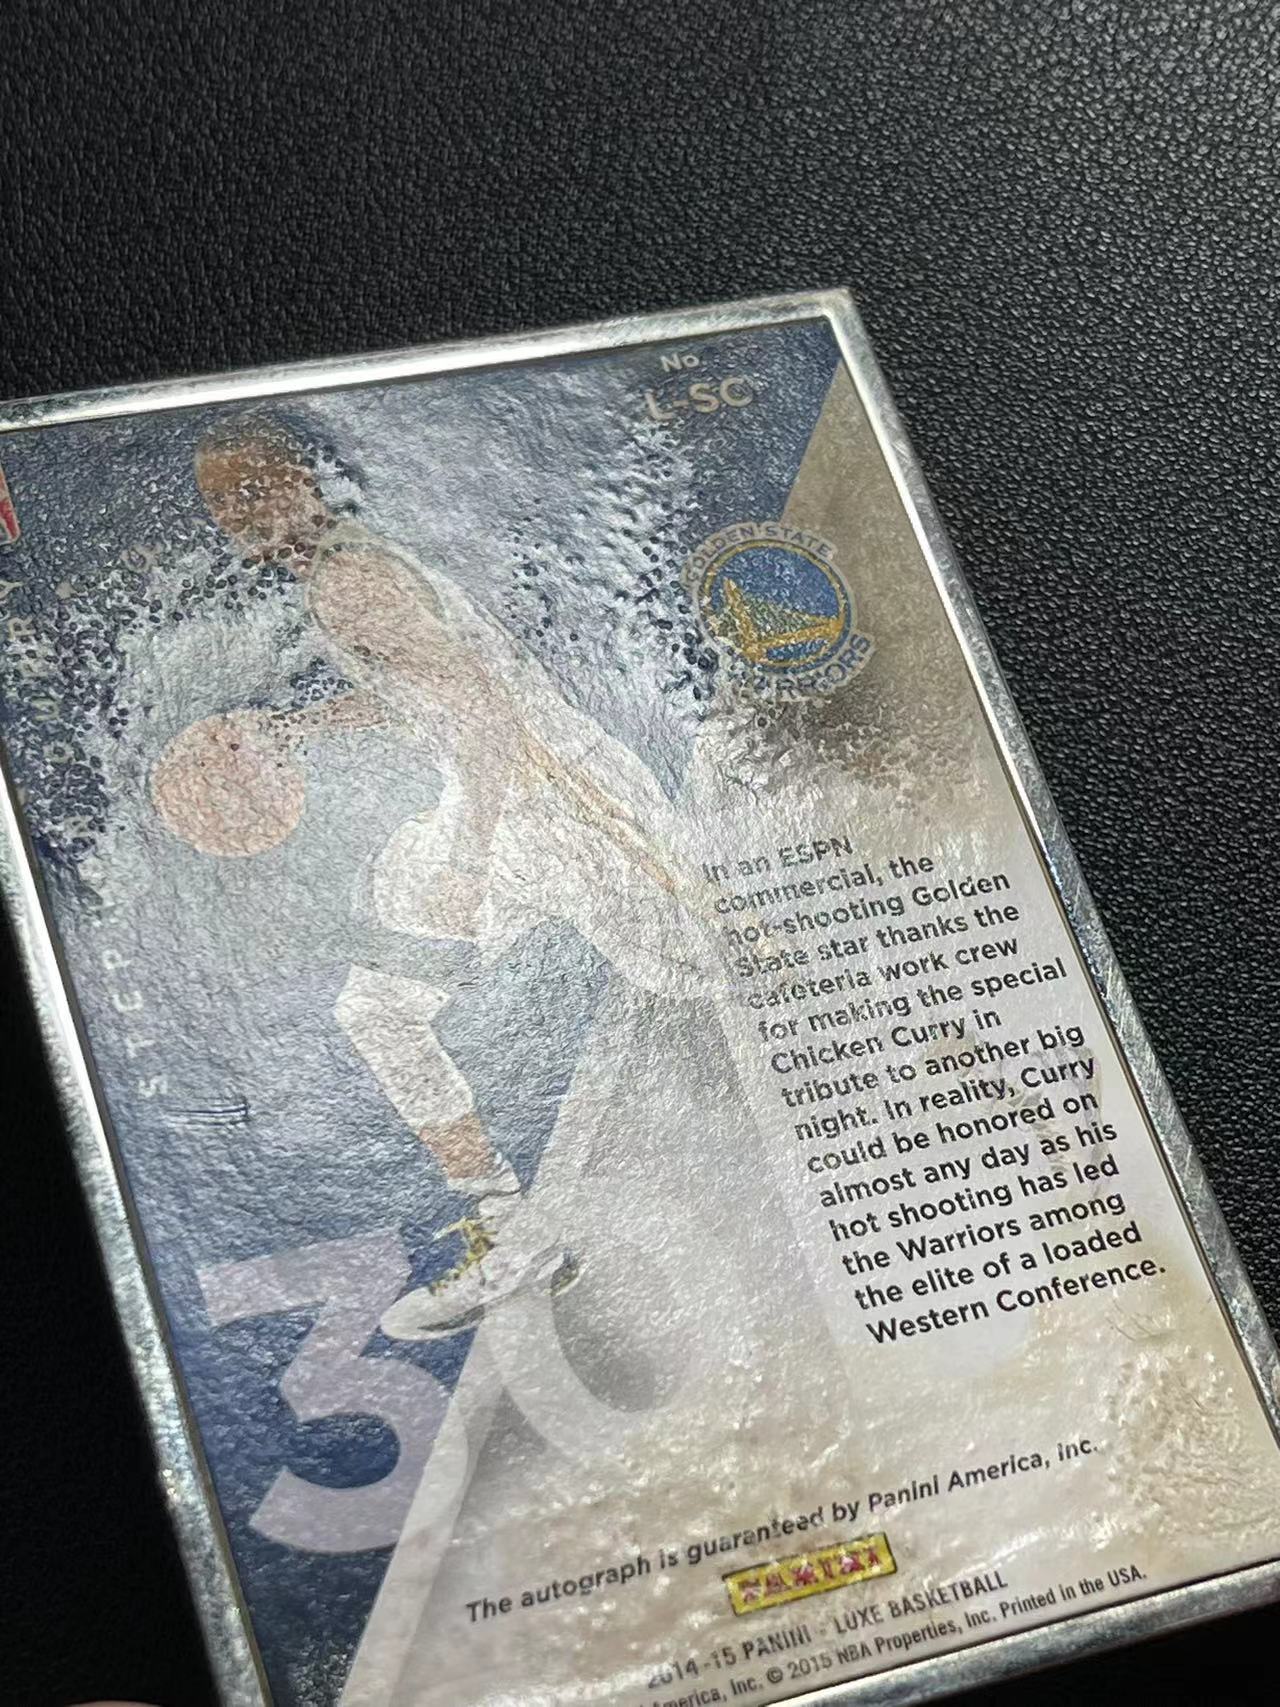 No.
L-SC
GOLDEN STATE
WARRIORS
STEPHEN CURRY
In an ESPN
commercial, the
hot-shooting Golden
State star thanks the
cafeteria work crew
for making the special
Chicken Curry in
tribute to another big
night. In reality, Curry
could be honored on
almost any day as his
hot shooting has led
the Warriors among
the elite of a loaded
Western Conference.
30
The autograph is guaranteed by Panini America, Inc.
PANINI
2014-15 PANINI - LUXE BASKETBALL
America, Inc. © 2015 NBA Properties, Inc. Printed in the USA.